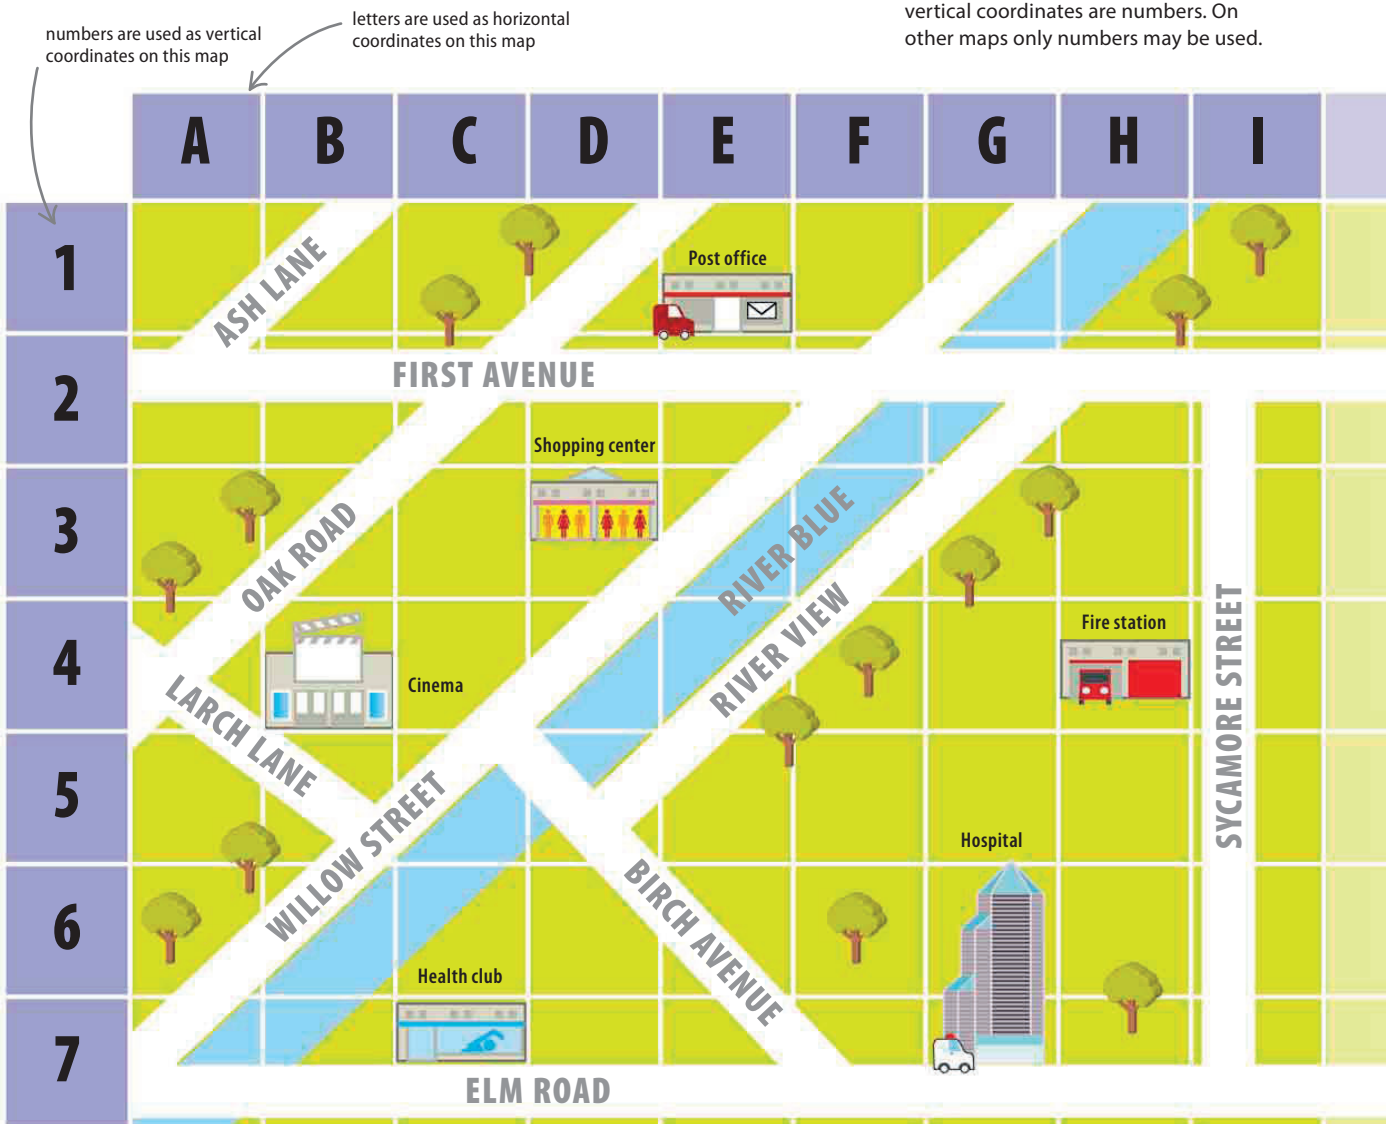 vertical coordinates are numbers. On
other maps only numbers may be used.
letters are used as horizontal
coordinates on this map
numbers are used as vertical
coordinates on this map
A B C D E F G H I
1
ASH LANE
Post office
2
FIRST AVENUE
Shopping center
3
OAK ROAD
RIVER BLUE
4
Cinema
RIVER VIEW
Fire station
LARCH LANE
SYCAMORE STREET
5
WILLOW STREET
Hospital
6
BIRCH AVENUE
Health club
7
ELM ROAD